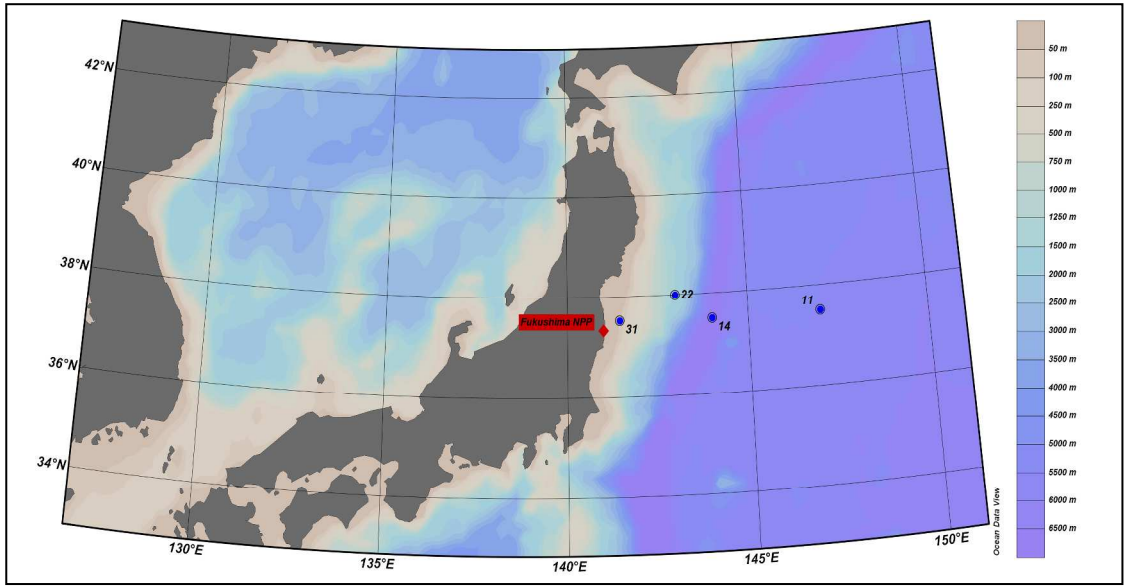 42°N
40°N
38°N
36°N
34°N
130°E
135°E
140°E
145°E
150°E
Fukushima NPP
31
22
14
11
50 m
100 m
250 m
500 m
750 m
1000 m
1250 m
1500 m
2000 m
2500 m
3000 m
3500 m
4000 m
4500 m
5000 m
5500 m
6000 m
6500 m
Ocean Data View